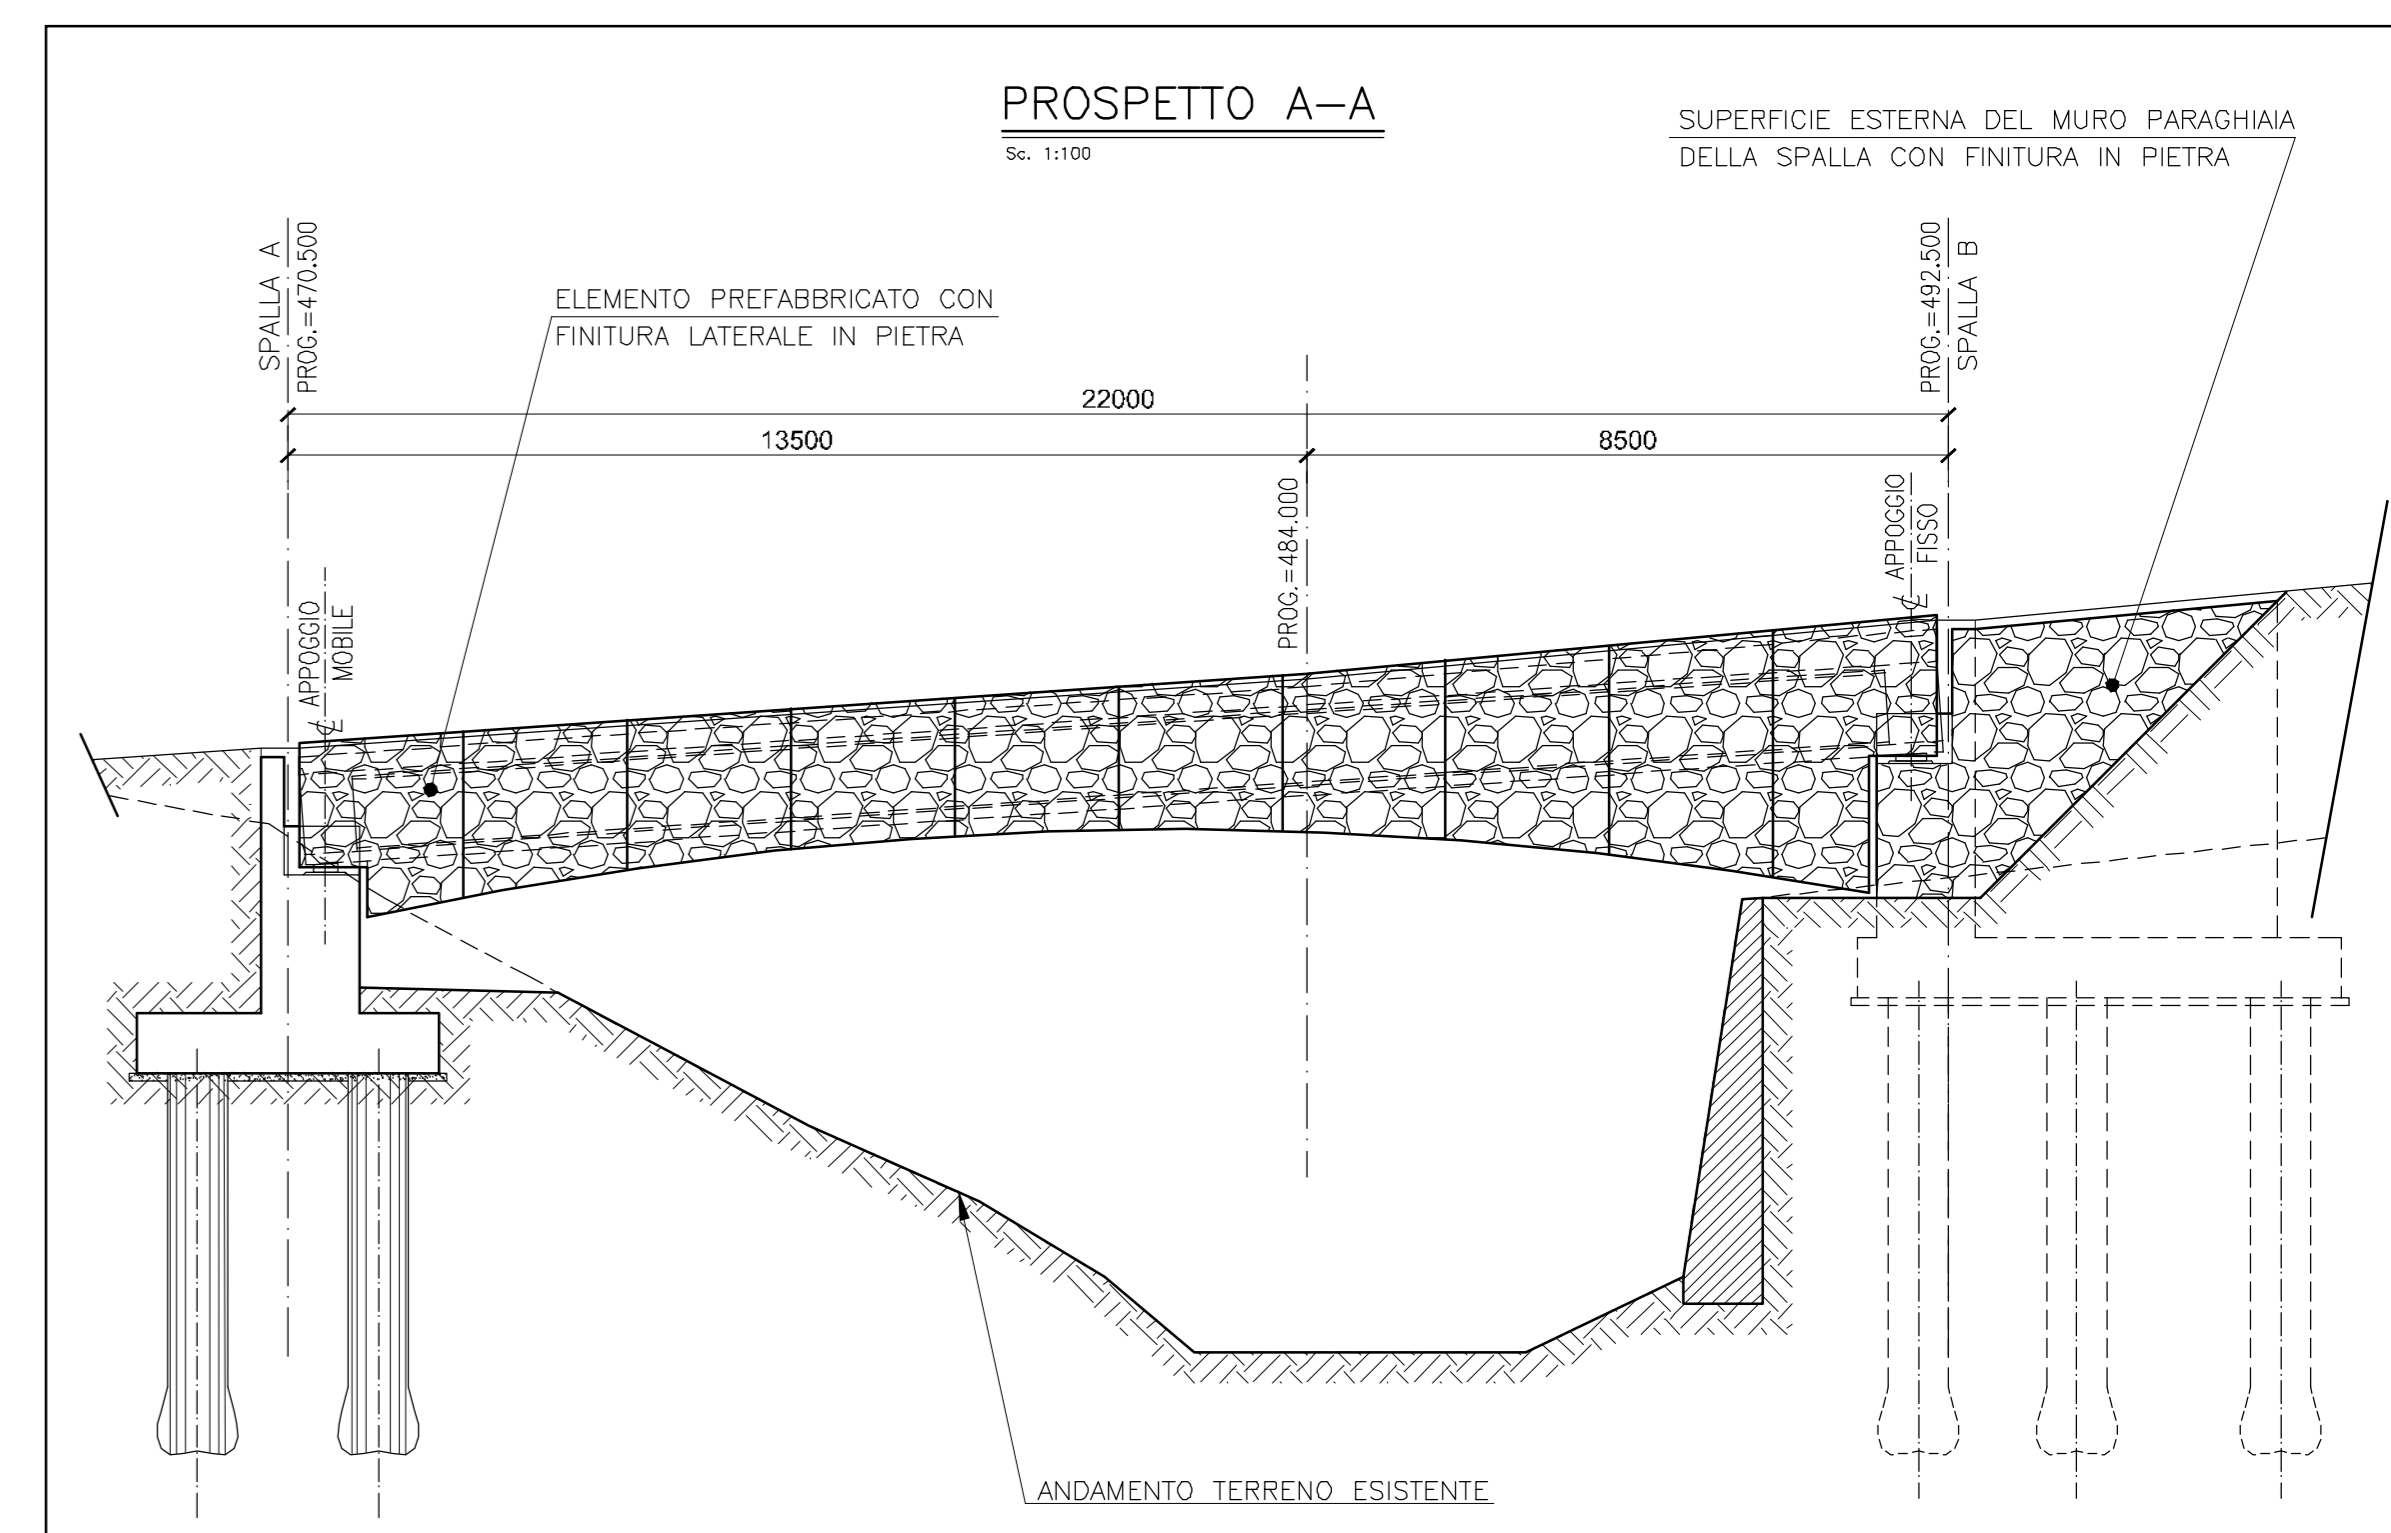 PROSPETTO A-A
Sc. 1:100
SUPERFICIE ESTERNA DEL MURO PARAGHIAIA
DELLA SPALLA CON FINITURA IN PIETRA
SPALLA A
PROG.=470.500
ELEMENTO PREFABBRICATO CON
FINITURA LATERALE IN PIETRA
PROG.=492.500
SPALLA B
22000
13500
8500
PROG.=484.000
APPOGGIO
FISSO
APPOGGIO
MOBILE
ANDAMENTO TERRENO ESISTENTE